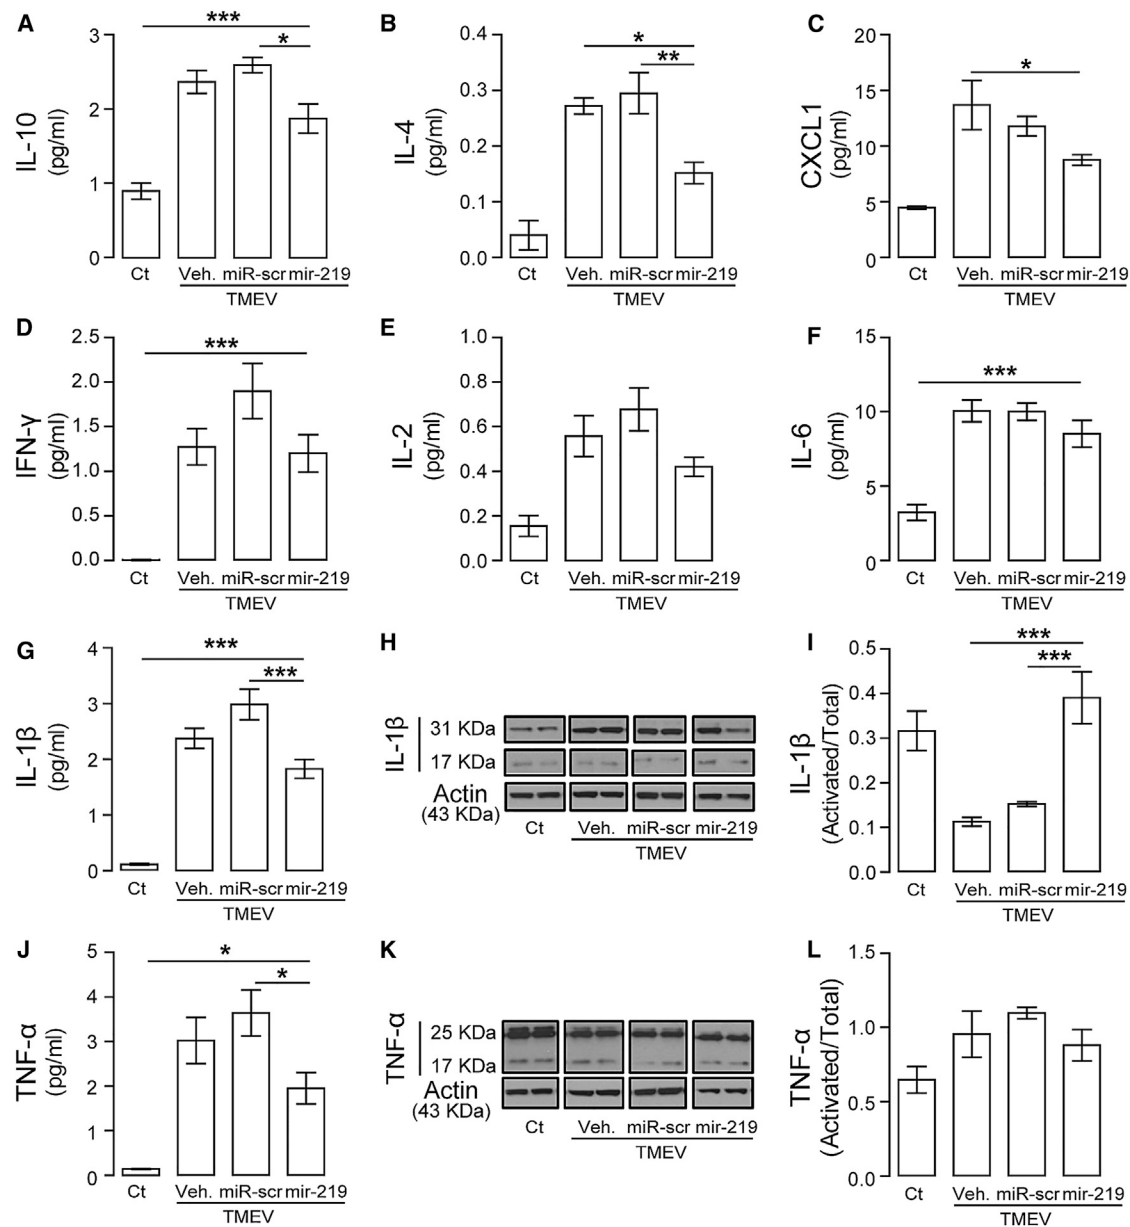 A
IL-10
(pg/ml)
3
2
1
0
***
*
Ct
Veh. miR-scr mir-219
TMEV
B
IL-4
(pg/ml)
0.4
0.3
0.2
0.1
0.0
*
**
Ct
Veh. miR-scr mir-219
TMEV
C
CXCL1
(pg/ml)
20
15
10
5
0
*
Ct
Veh. miR-scr mir-219
TMEV
D
IFN-γ
(pg/ml)
2.5
2.0
1.5
1.0
0.5
0.0
***
Ct
Veh. miR-scr mir-219
TMEV
E
IL-2
(pg/ml)
1.0
0.8
0.6
0.4
0.2
0.0
Ct
Veh. miR-scr mir-219
TMEV
F
IL-6
(pg/ml)
15
10
5
0
***
Ct
Veh. miR-scr mir-219
TMEV
G
IL-1β
(pg/ml)
4
3
2
1
0
***
***
Ct
Veh. miR-scr mir-219
TMEV
H
IL-1β
31 KDa
17 KDa
Actin
(43 KDa)
Ct
Veh. miR-scr mir-219
TMEV
I
IL-1β
(Activated/Total)
0.5
0.4
0.3
0.2
0.1
0.0
***
***
Ct
Veh. miR-scr mir-219
TMEV
J
TNF-α
(pg/ml)
5
4
3
2
1
0
*
*
Ct
Veh. miR-scr mir-219
TMEV
K
TNF-α
25 KDa
17 KDa
Actin
(43 KDa)
Ct
Veh. miR-scr mir-219
TMEV
L
TNF-α
(Activated/Total)
1.5
1.0
0.5
0.0
Ct
Veh. miR-scr mir-219
TMEV